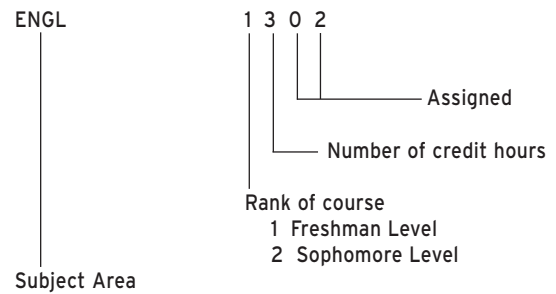 ENGL 1 3 0 2
Assigned
Number of credit hours
Rank of course
1 Freshman Level
2 Sophomore Level
Subject Area